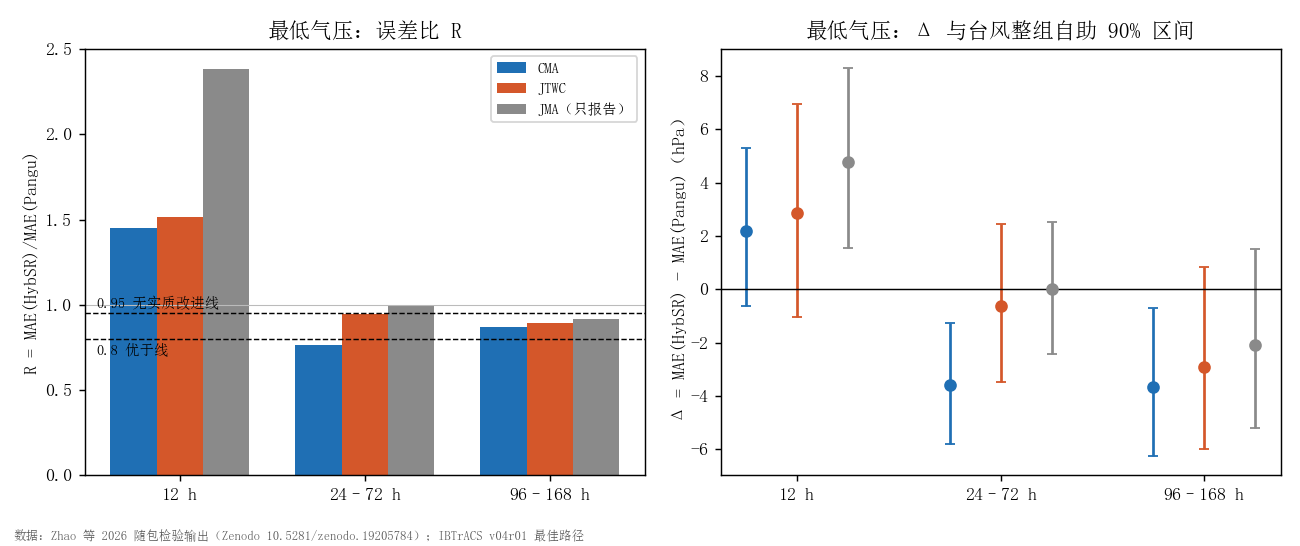 最低气压: 误差比 R
R = MAE(HybSR)/MAE(Pangu)
2.5
2.0
1.5
1.0
0.5
0.0
CMA
JTWC
JMA（只报告）
0.95 无实质改进线
0.8 优于线
12 h
24–72 h
96–168 h
最低气压: Δ 与台风整组自助 90% 区间
Δ = MAE(HybSR) − MAE(Pangu) (hPa)
8
6
4
2
0
−2
−4
−6
12 h
24–72 h
96–168 h
数据: Zhao 等 2026 随包检验输出（Zenodo 10.5281/zenodo.19205784）; IBTrACS v04r01 最佳路径